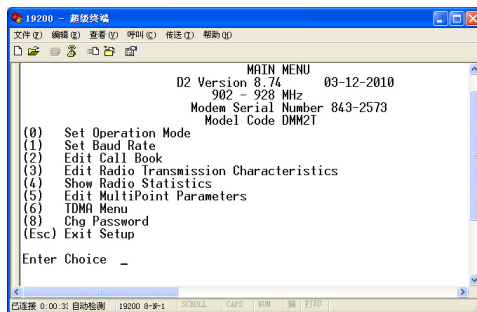 19200 - 超级终端
文件(F) 编辑(E) 查看(V) 呼叫(C) 传送(T) 帮助(H)
MAIN MENU
D2 Version 8.74 03-12-2010
902 - 928 MHz
Modem Serial Number 843-2573
Model Code DMM2T
(0) Set Operation Mode
(1) Set Baud Rate
(2) Edit Call Book
(3) Edit Radio Transmission Characteristics
(4) Show Radio Statistics
(5) Edit MultiPoint Parameters
(6) TDMA Menu
(8) Chg Password
(Esc) Exit Setup
Enter Choice _
已连接 0:00:3 自动检测 19200 8-N-1 SCROLL CAPS NUM 捕 打印